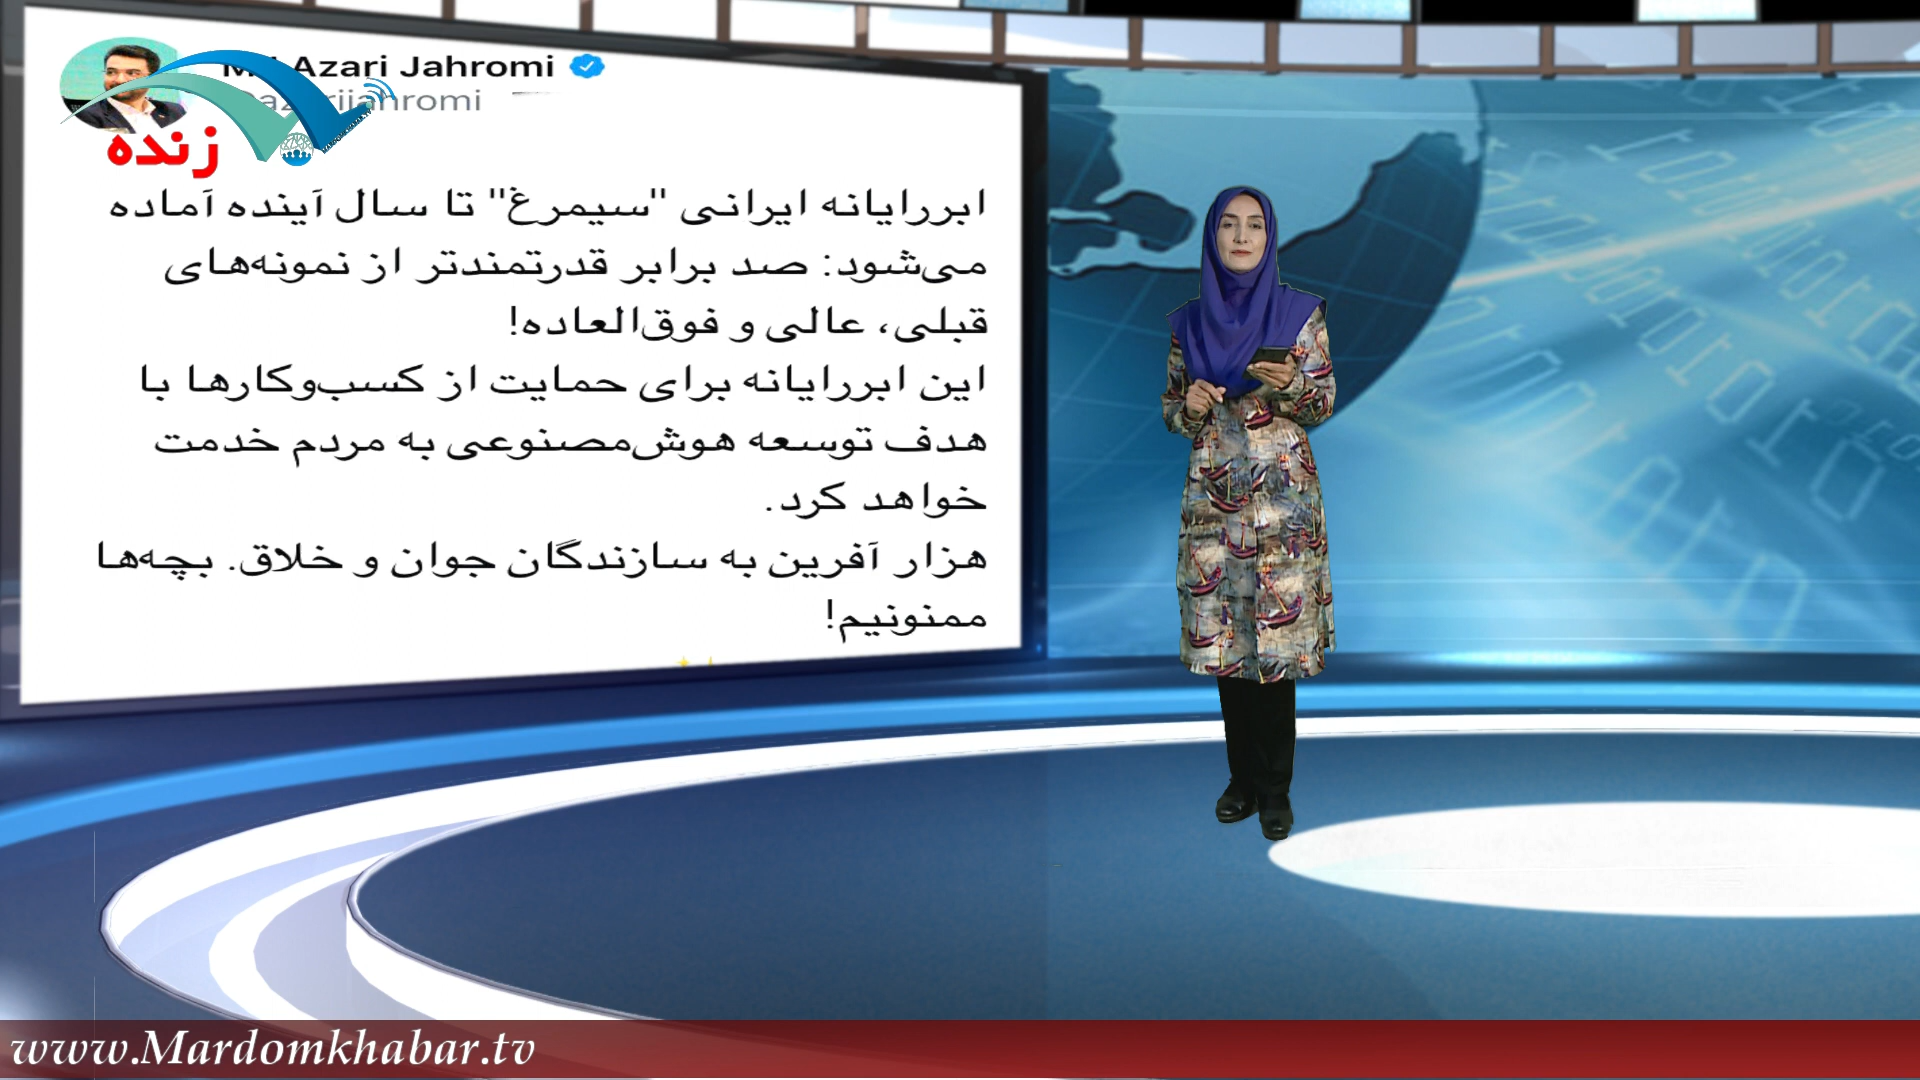 Azari Jahromi
jahromi
زنده
ابررایانه ایرانی "سیمرغ" تا سال آینده آماده
می‌شود: صد برابر قدرتمندتر از نمونه‌های
قبلی، عالی و فوق‌العاده!
این ابررایانه برای حمایت از کسب‌وکارها با
هدف توسعه هوش‌مصنوعی به مردم خدمت
خواهد کرد.
هزار آفرین به سازندگان جوان و خلاق. بچه‌ها
ممنونیم!
www.Mardomkhabar.tv